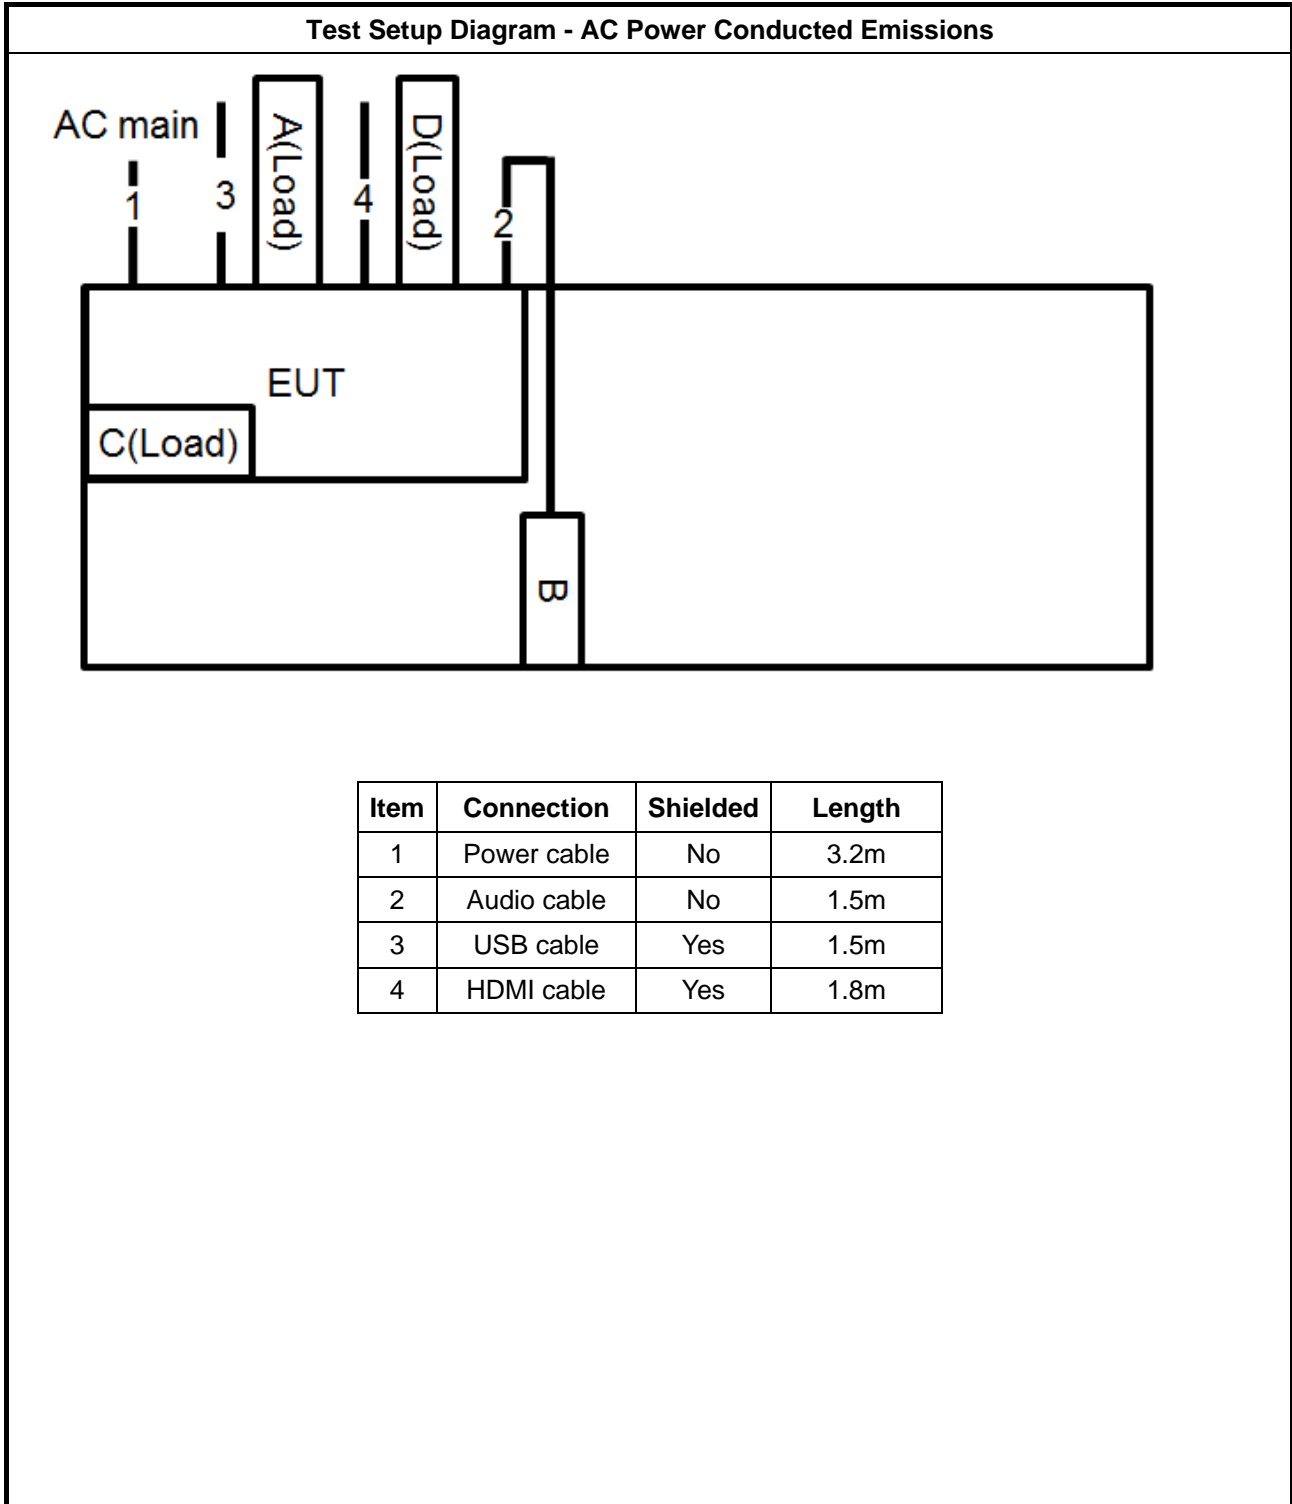 Test Setup Diagram - AC Power Conducted Emissions
AC main
1
3
A(Load)
4
D(Load)
2
EUT
C(Load)
B
Item Connection Shielded Length
1 Power cable No 3.2m
2 Audio cable No 1.5m
3 USB cable Yes 1.5m
4 HDMI cable Yes 1.8m